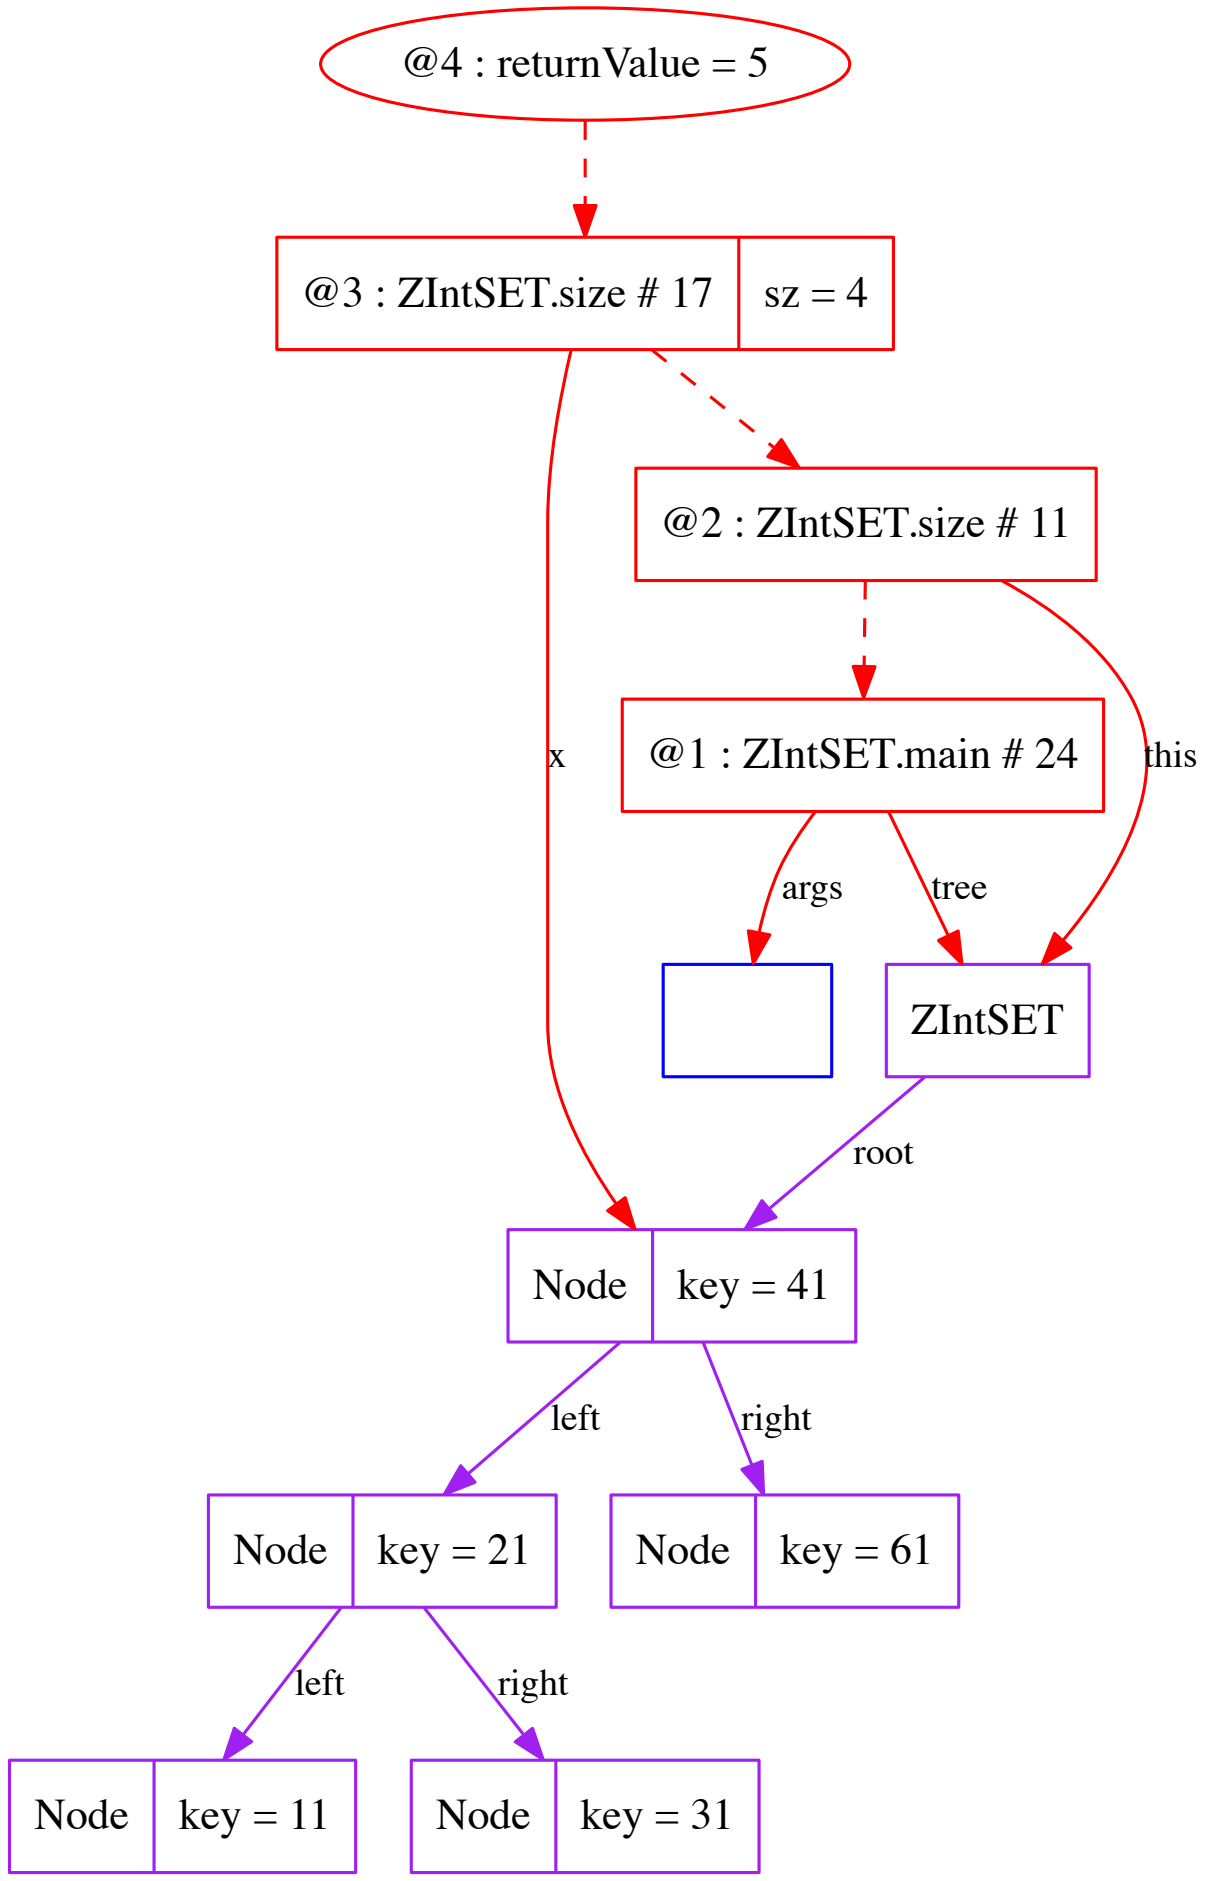 @4 : returnValue = 5
@3 : ZIntSET.size # 17
sz = 4
@2 : ZIntSET.size # 11
x
@1 : ZIntSET.main # 24
this
args
tree
ZIntSET
root
Node
key = 41
left
right
Node
key = 21
Node
key = 61
left
right
Node
key = 11
Node
key = 31